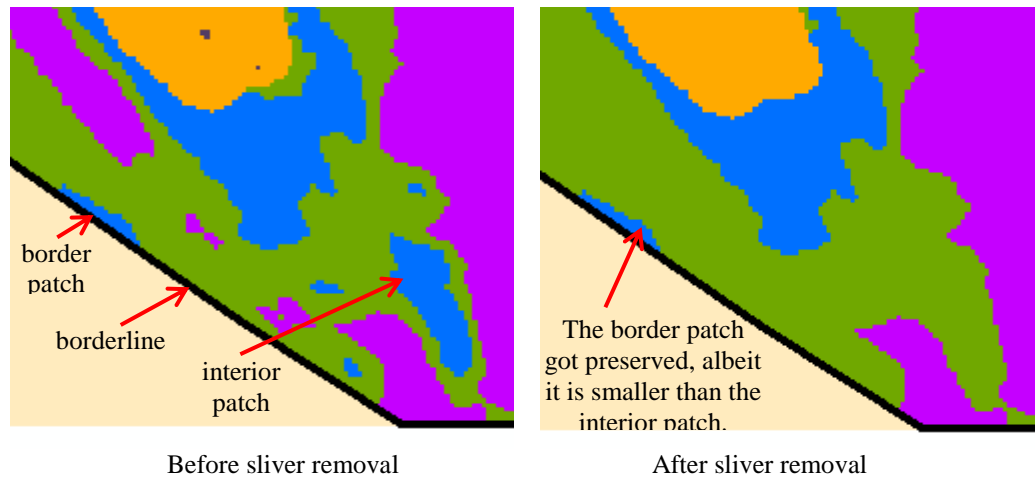 border
patch
borderline
interior
patch
The border patch
got preserved, albeit
it is smaller than the
interior patch.
Before sliver removal
After sliver removal